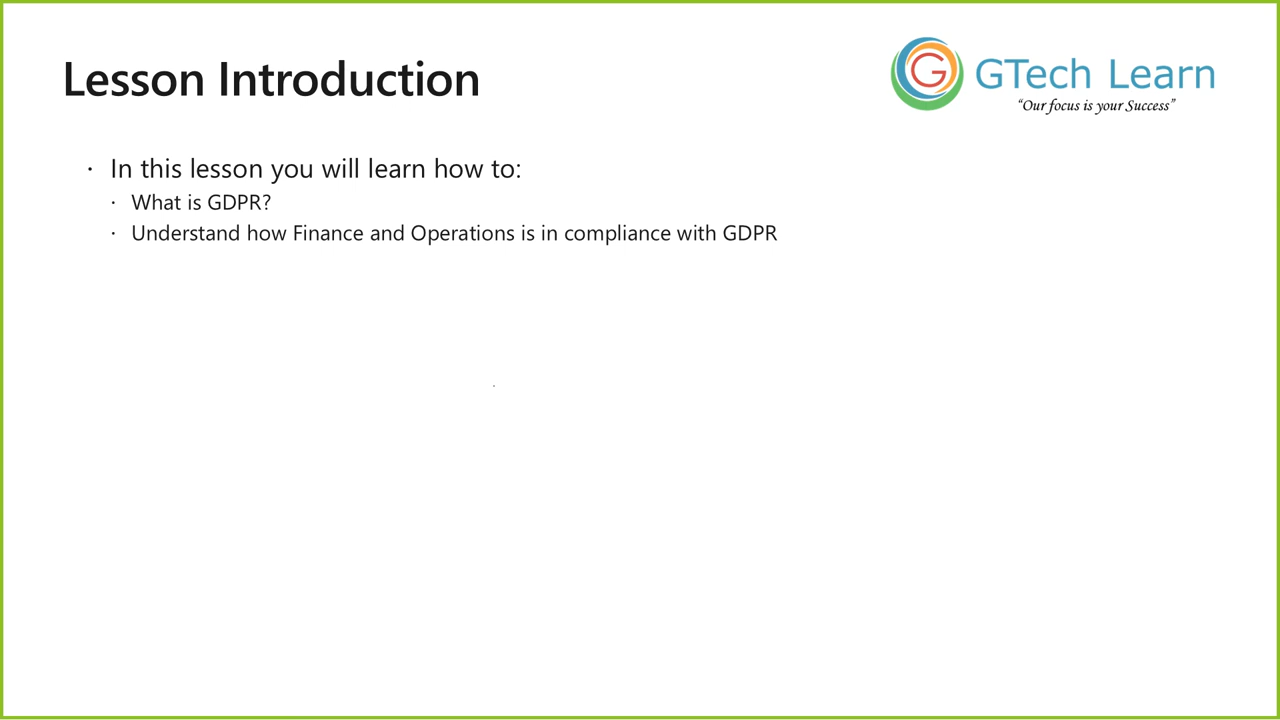 Lesson Introduction
G GTech Learn
“Our focus is your Success”
· In this lesson you will learn how to:
· What is GDPR?
· Understand how Finance and Operations is in compliance with GDPR